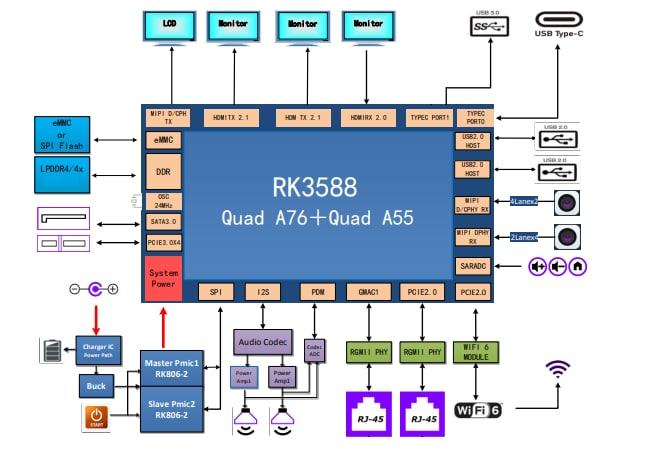 LCD
Monitor
Monitor
Monitor
USB 3.0
SS
USB Type-C
MIPI D/CPH TX
HDMITX 2.1
HDM TX 2.1
HDMIRX 2.0
TYPEC PORT1
TYPEC PORT0
eMMC
or
SPI Flash
eMMC
USB2.0
HOST
USB 2.0
LPDDR4/4x
DDR
USB2.0
HOST
USB 2.0
RK3588
Quad A76+Quad A55
OSC
24MHz
MIPI
D/CPHY RX
4Lanex2
SATA3.0
PCIE3.0X4
MIPI DPHY
RX
2Lanex4
System
Power
SARADC
SPI
I2S
PDM
GMAC1
PCIE2.0
PCIE2.0
Charger IC
Power Path
Buck
START
Master Pmic1
RK806-2
Slave Pmic2
RK806-2
Audio Codec
Codec
ADC
Power
Amp1
Power
Amp1
RGMII PHY
RGMII PHY
WIFI 6
MODULE
RJ-45
RJ-45
WiFi 6